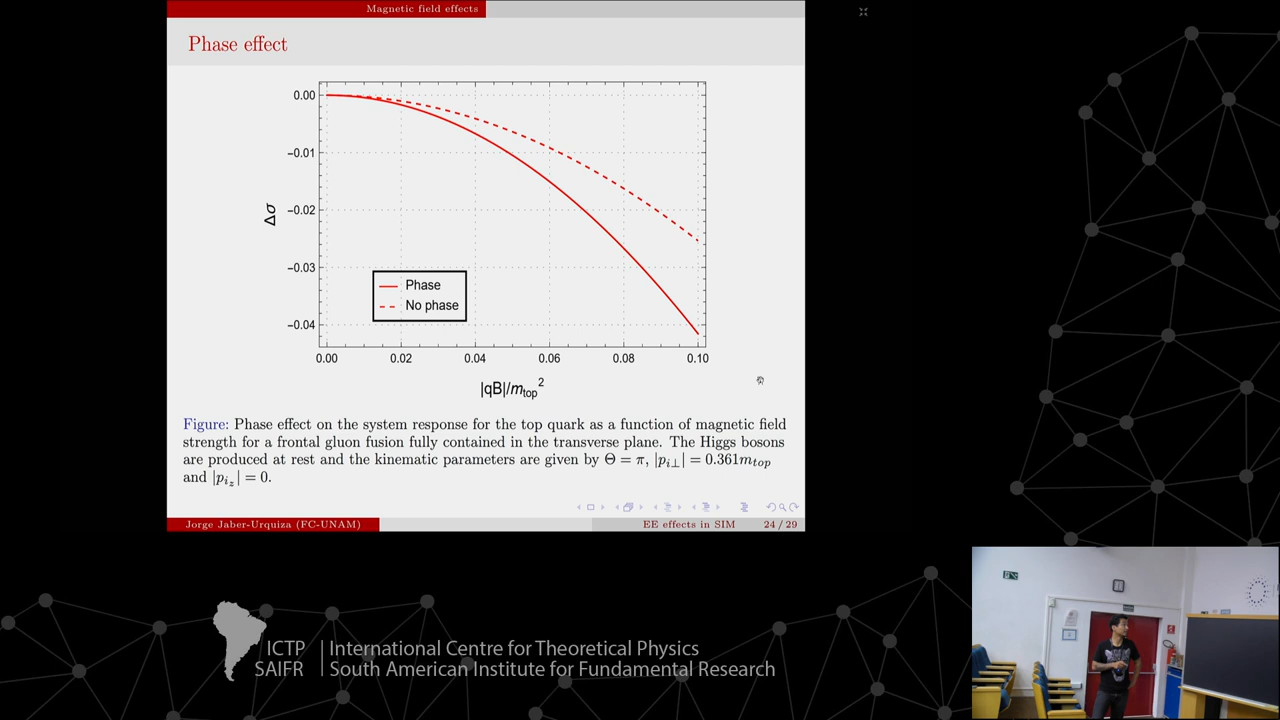 Magnetic field effects
Phase effect
0.00
−0.01
−0.02
−0.03
−0.04
Δσ
Phase
No phase
0.00 0.02 0.04 0.06 0.08 0.10
|qB|/m_top^2
Figure: Phase effect on the system response for the top quark as a function of magnetic field
strength for a frontal gluon fusion fully contained in the transverse plane. The Higgs bosons
are produced at rest and the kinematic parameters are given by Θ = π, |p_{i⊥}| = 0.361m_{top}
and |p_{i_z}| = 0.
Jorge Jaber-Urquiza (FC-UNAM) EE effects in SIM 24 / 29
ICTP International Centre for Theoretical Physics
SAIFR South American Institute for Fundamental Research